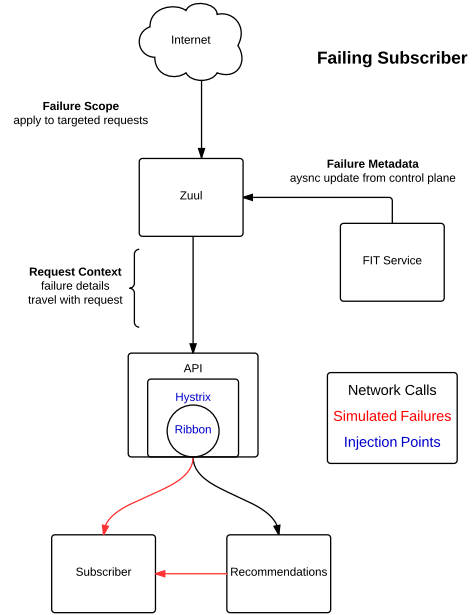 Internet
Failing Subscriber
Failure Scope
apply to targeted requests
Failure Metadata
aysnc update from control plane
Zuul
FIT Service
Request Context
failure details
travel with request
API
Hystrix
Ribbon
Network Calls
Simulated Failures
Injection Points
Subscriber
Recommendations